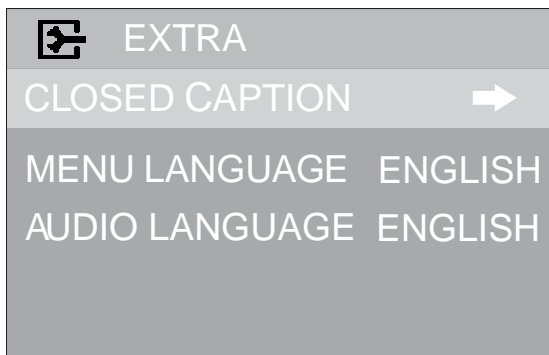 EXTRA
CLOSED CAPTION
MENU LANGUAGE ENGLISH
AUDIO LANGUAGE ENGLISH